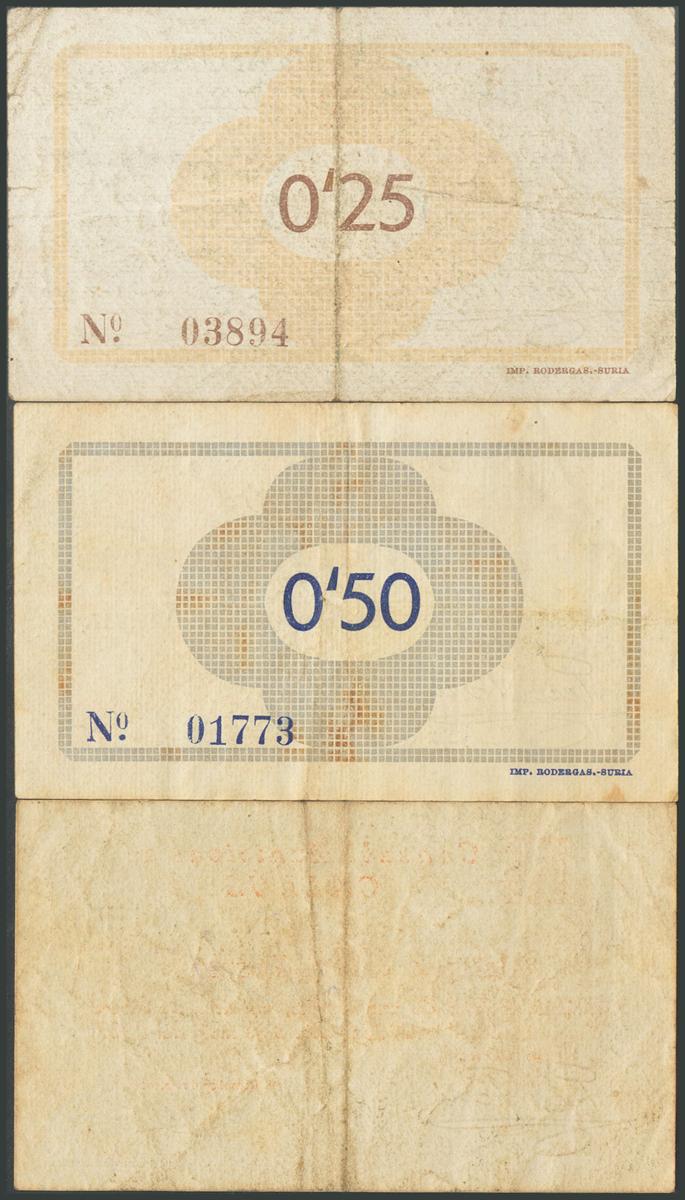 0'25
Nº 03894
IMP. RODERGAS.-SURIA
0'50
Nº 01773
IMP. RODERGAS.-SURIA